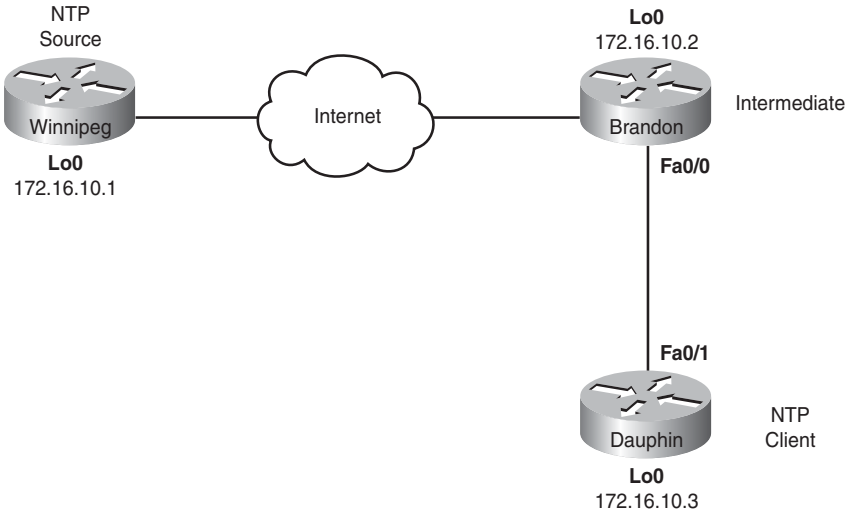 NTP
Source
Winnipeg
Lo0
172.16.10.1
Internet
Lo0
172.16.10.2
Brandon
Intermediate
Fa0/0
Fa0/1
Dauphin
NTP
Client
Lo0
172.16.10.3